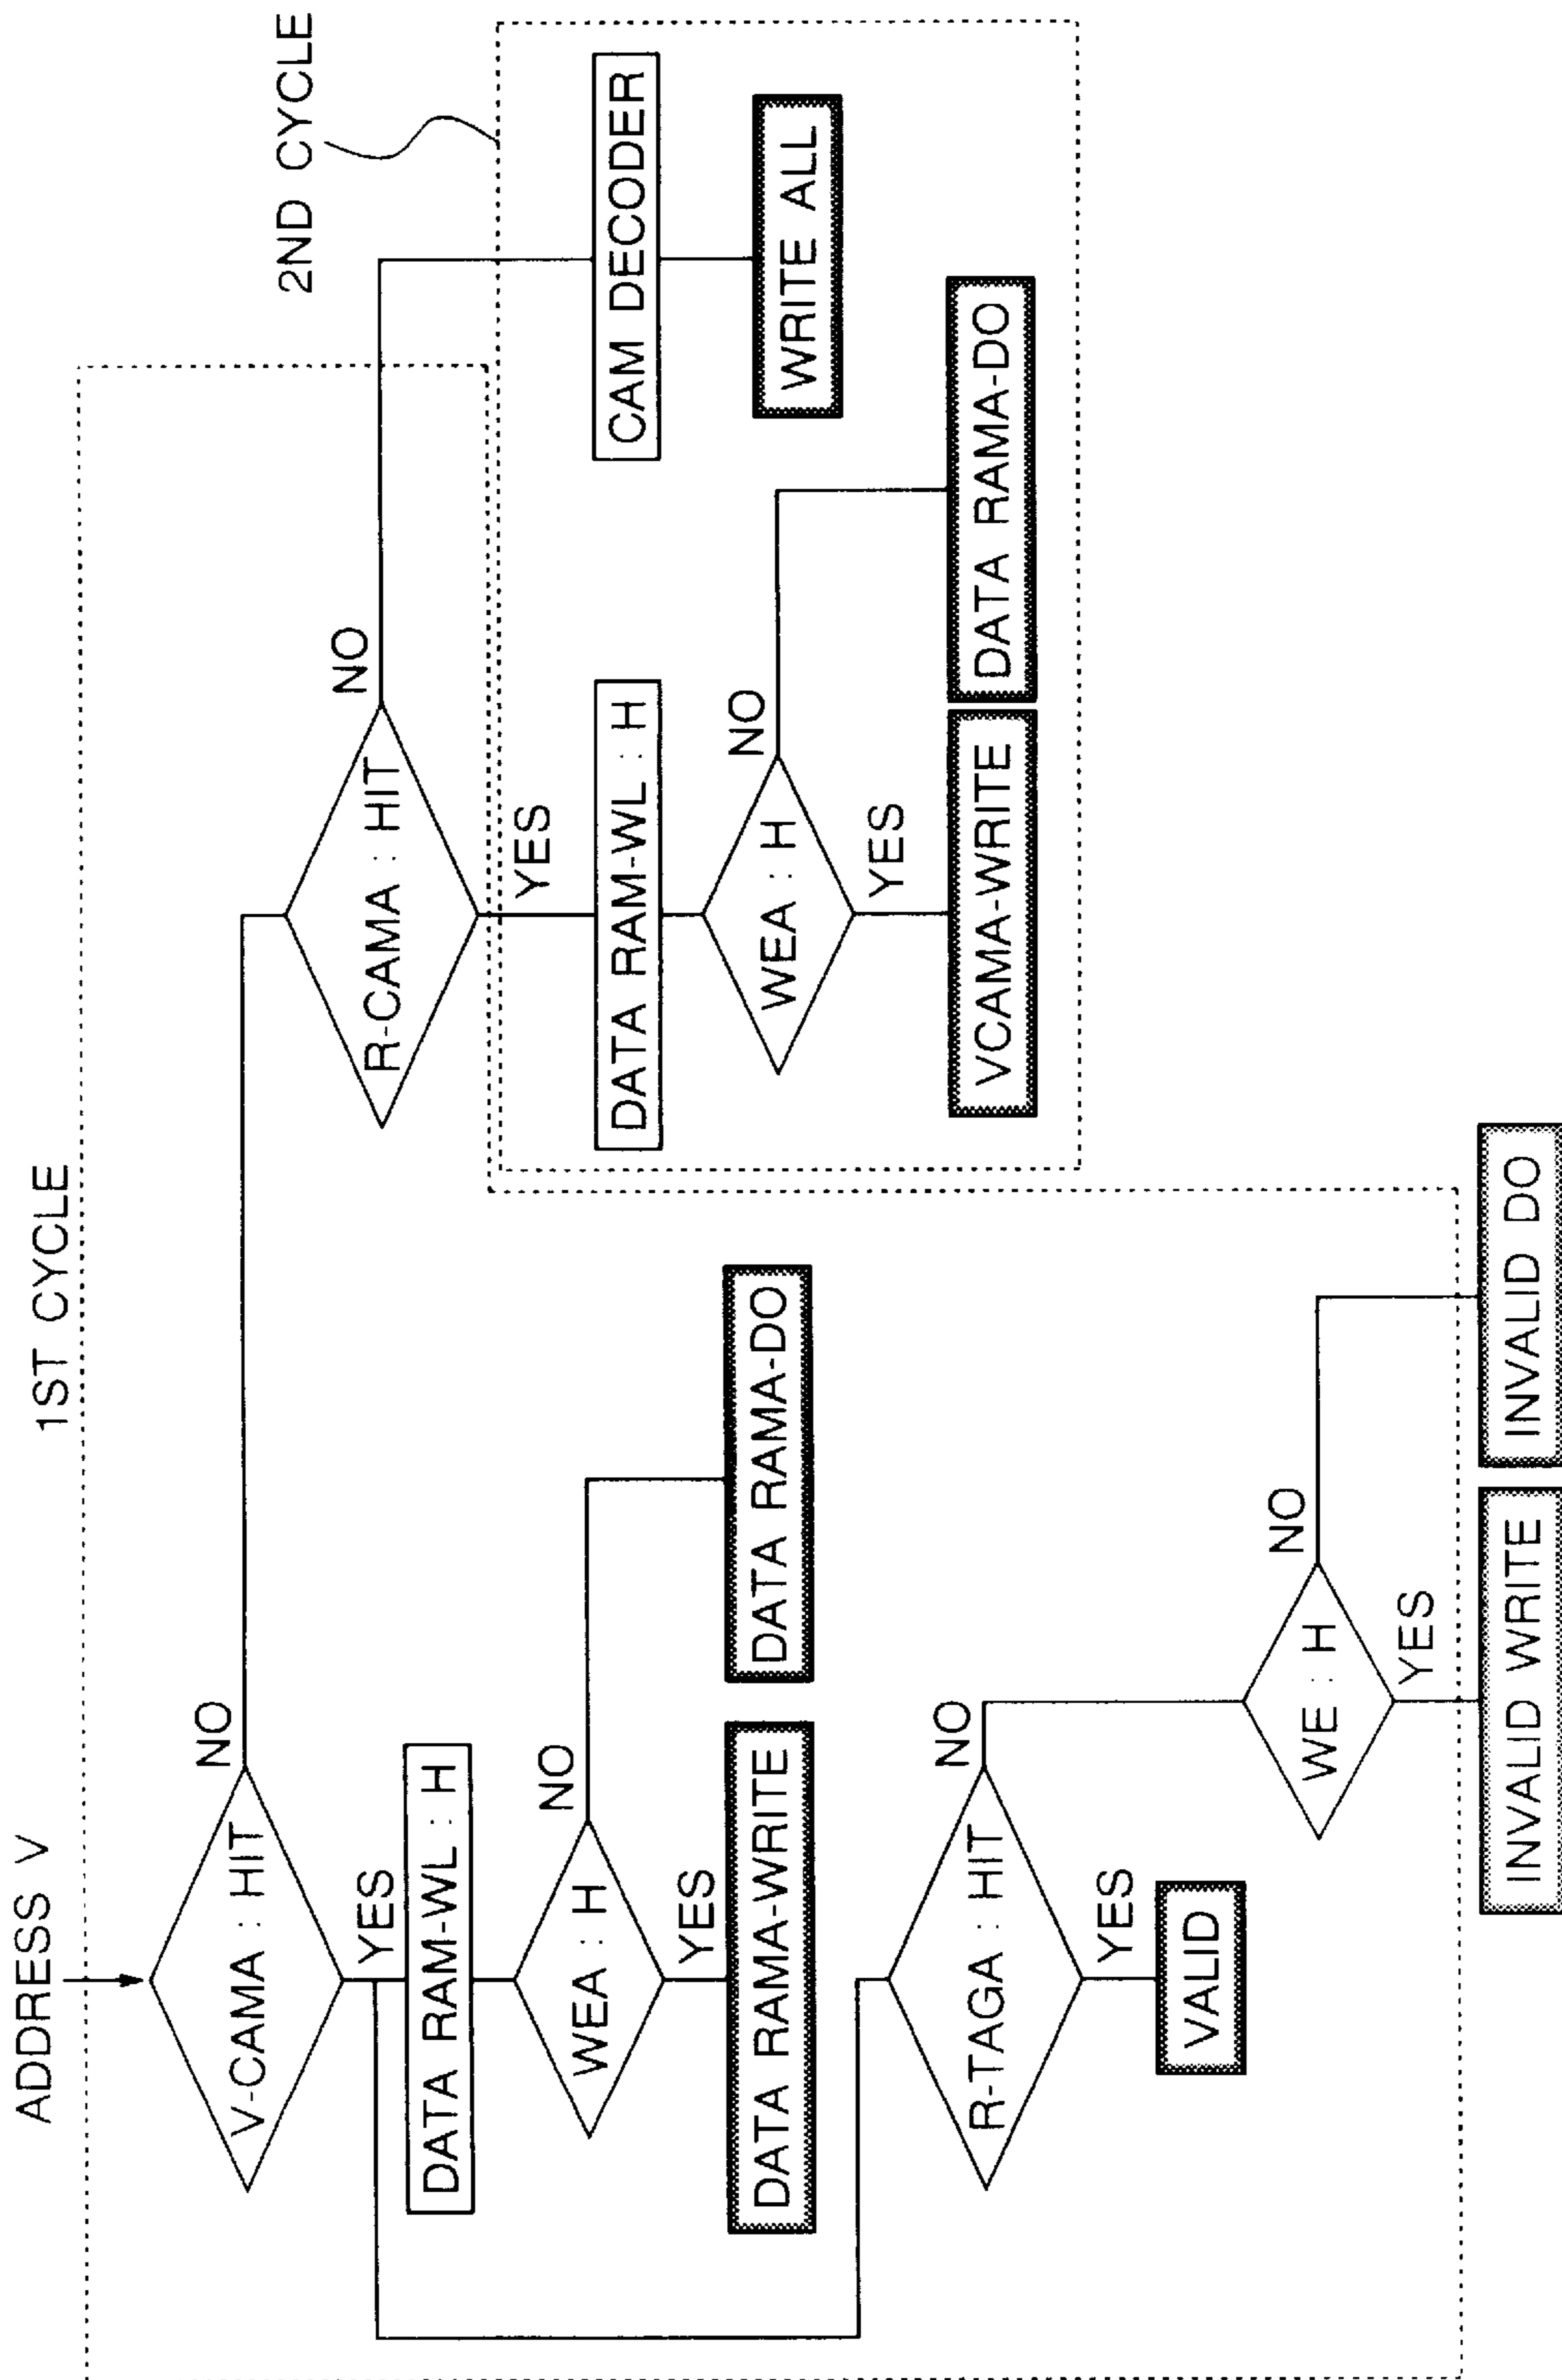 1ST CYCLE
2ND CYCLE
ADDRESS V
V-CAMA : HIT
NO
YES
R-CAMA : HIT
NO
YES
DATA RAM-WL : H
WEA : H
NO
YES
DATA RAMA-WRITE
DATA RAMA-DO
DATA RAM-WL : H
WEA : H
NO
YES
VCAMA-WRITE
DATA RAMA-DO
CAM DECODER
WRITE ALL
R-TAGA : HIT
NO
YES
VALID
WE : H
NO
YES
INVALID WRITE
INVALID DO